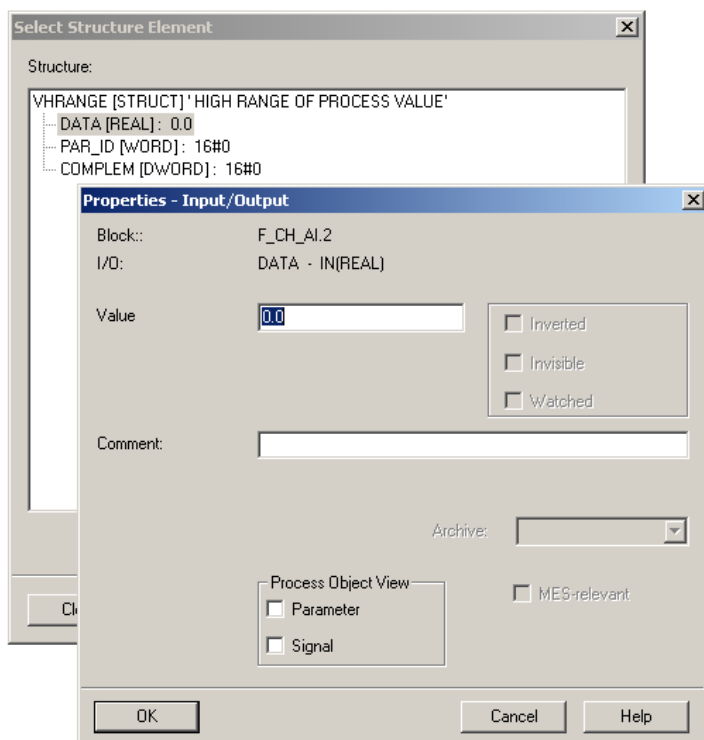 Select Structure Element
Structure:
VHRANGE [STRUCT] ' HIGH RANGE OF PROCESS VALUE'
DATA [REAL] : 0.0
PAR_ID [WORD] : 16#0
COMPLEM [DWORD] : 16#0
Properties - Input/Output
Block:: F_CH_AI.2
I/O: DATA - IN(REAL)
Value 0.0
Inverted
Invisible
Watched
Comment:
Archive:
Process Object View
Parameter
MES-relevant
Signal
OK Cancel Help